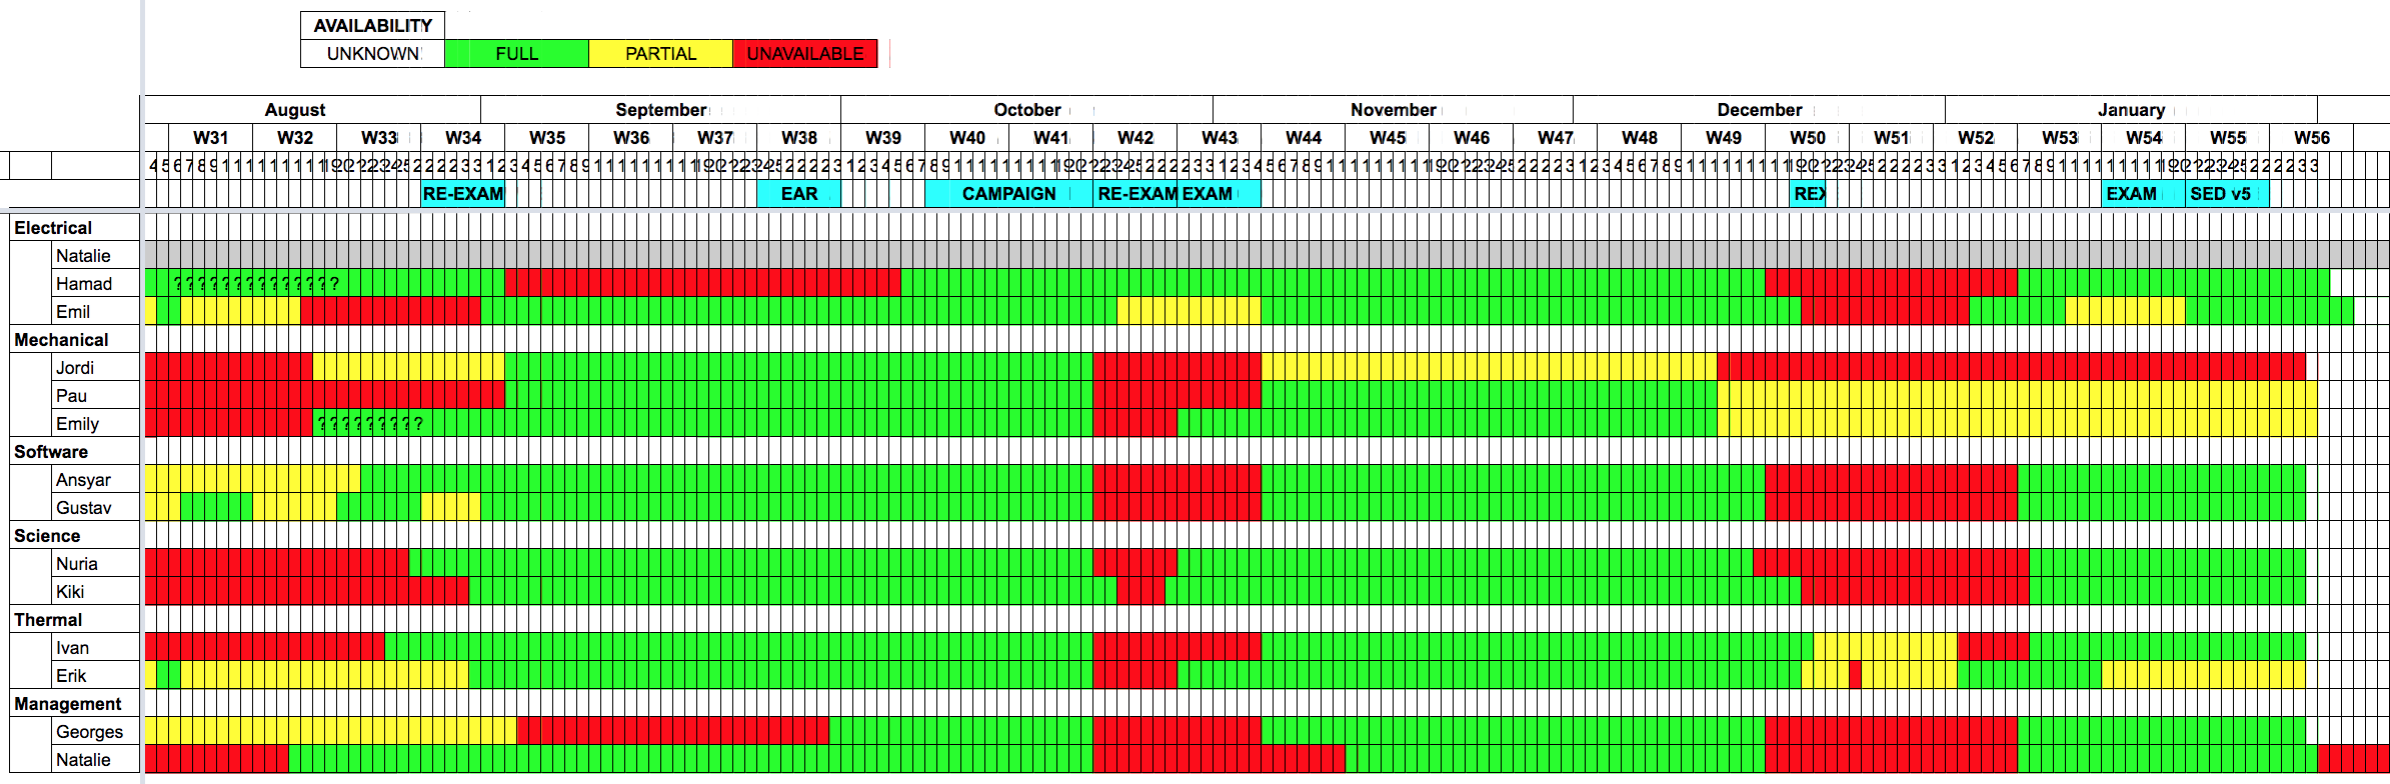 AVAILABILITY
UNKNOWN FULL PARTIAL UNAVAILABLE
August September October November December January
W31 W32 W33 W34 W35 W36 W37 W38 W39 W40 W41 W42 W43 W44 W45 W46 W47 W48 W49 W50 W51 W52 W53 W54 W55 W56
RE-EXAM EAR CAMPAIGN RE-EXAM EXAM REX EXAM SED v5
Electrical
Natalie
Hamad ? ? ? ? ? ? ? ? ? ? ? ? ? ?
Emil
Mechanical
Jordi
Pau
Emily ? ? ? ? ? ? ? ? ?
Software
Ansyar
Gustav
Science
Nuria
Kiki
Thermal
Ivan
Erik
Management
Georges
Natalie